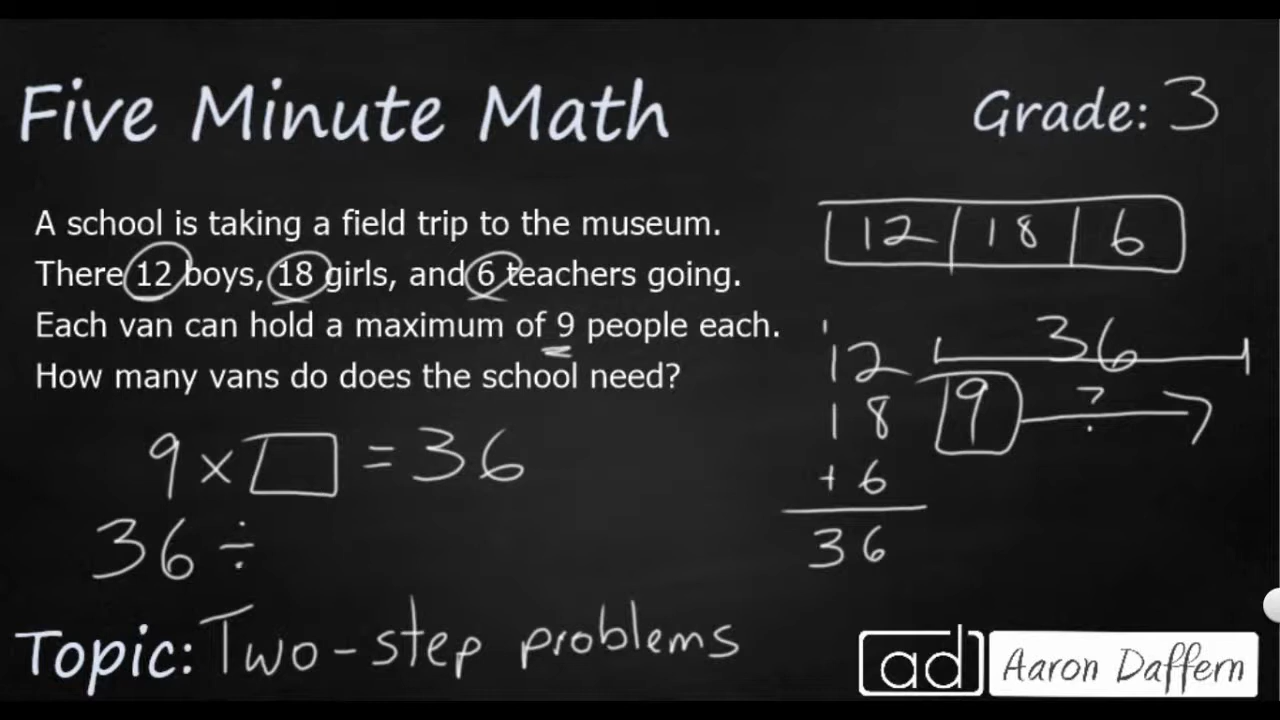 Five Minute Math
Grade: 3
A school is taking a field trip to the museum.
There 12 boys, 18 girls, and 6 teachers going.
Each van can hold a maximum of 9 people each.
How many vans do does the school need?
12 18 6
1
12
18
+ 6
36
36
9 ?
9 × □ = 36
36 ÷
Topic: Two-step problems
ad Aaron Daffern